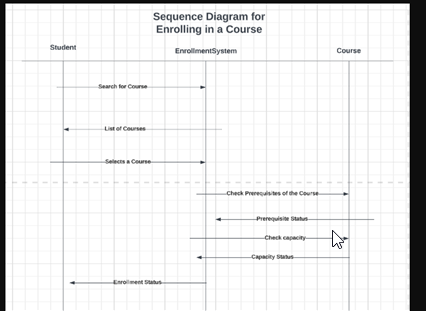 Sequence Diagram for
Enrolling in a Course
Student
EnrollmentSystem
Course
Search for Course
List of Courses
Selects a Course
Check Prerequisites of the Course
Prerequisite Status
Check capacity
Capacity Status
Enrollment Status